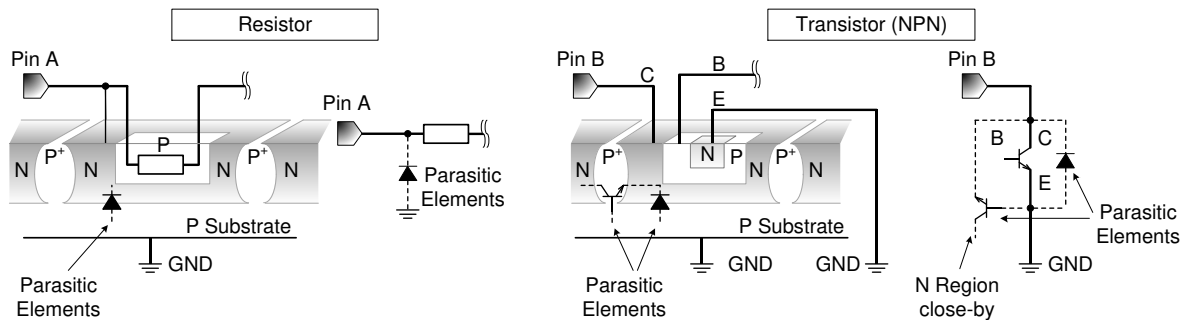 Resistor
Pin A
P
N
P+
N
P+
N
N
P Substrate
GND
Parasitic
Elements
Pin A
Parasitic
Elements
Transistor (NPN)
Pin B
C
B
E
N
P+
N
N
P
P+
N
P Substrate
GND
GND
Parasitic
Elements
Pin B
B
C
E
Parasitic
Elements
GND
N Region
close-by